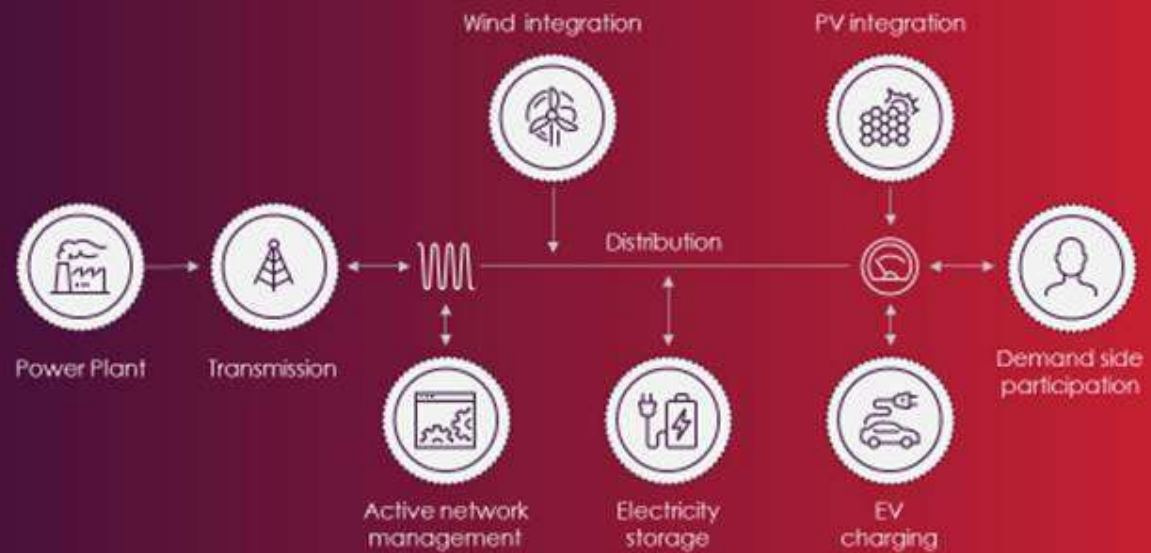 Wind integration
PV integration
Distribution
Power Plant
Transmission
Demand side
participation
Active network
management
Electricity
storage
EV
charging